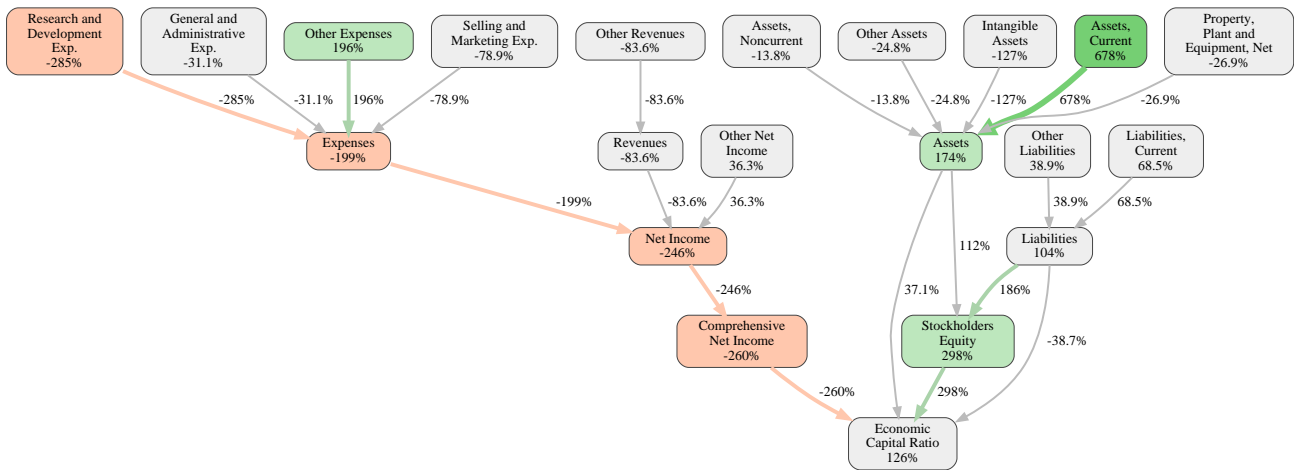 Research and
Development
Exp.
-285%
General and
Administrative
Exp.
-31.1%
Other Expenses
196%
Selling and
Marketing Exp.
-78.9%
Other Revenues
-83.6%
Assets,
Noncurrent
-13.8%
Other Assets
-24.8%
Intangible
Assets
-127%
Assets,
Current
678%
Property,
Plant and
Equipment, Net
-26.9%
-285%
-31.1%
196%
-78.9%
-83.6%
-13.8%
-24.8%
-127%
678%
-26.9%
Expenses
-199%
Revenues
-83.6%
Other Net
Income
36.3%
Assets
174%
Other
Liabilities
38.9%
Liabilities,
Current
68.5%
-199%
-83.6%
36.3%
38.9%
68.5%
Net Income
-246%
112%
Liabilities
104%
-246%
37.1%
186%
Comprehensive
Net Income
-260%
Stockholders
Equity
298%
-38.7%
-260%
298%
Economic
Capital Ratio
126%